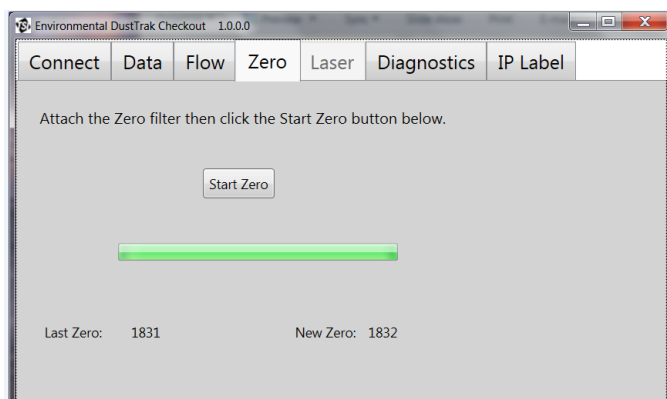 Environmental DustTrak Checkout 1.0.0.0
Connect Data Flow Zero Laser Diagnostics IP Label
Attach the Zero filter then click the Start Zero button below.
Start Zero
Last Zero: 1831 New Zero: 1832